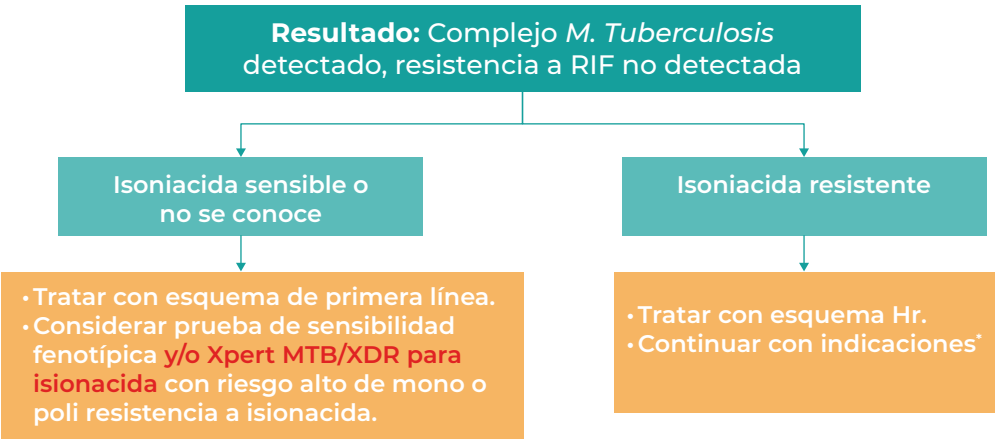 Resultado: Complejo M. Tuberculosis
detectado, resistencia a RIF no detectada
Isoniacida sensible o
no se conoce
Isoniacida resistente
• Tratar con esquema de primera línea.
• Considerar prueba de sensibilidad
fenotípica y/o Xpert MTB/XDR para
isionacida con riesgo alto de mono o
poli resistencia a isionacida.
• Tratar con esquema Hr.
• Continuar con indicaciones*